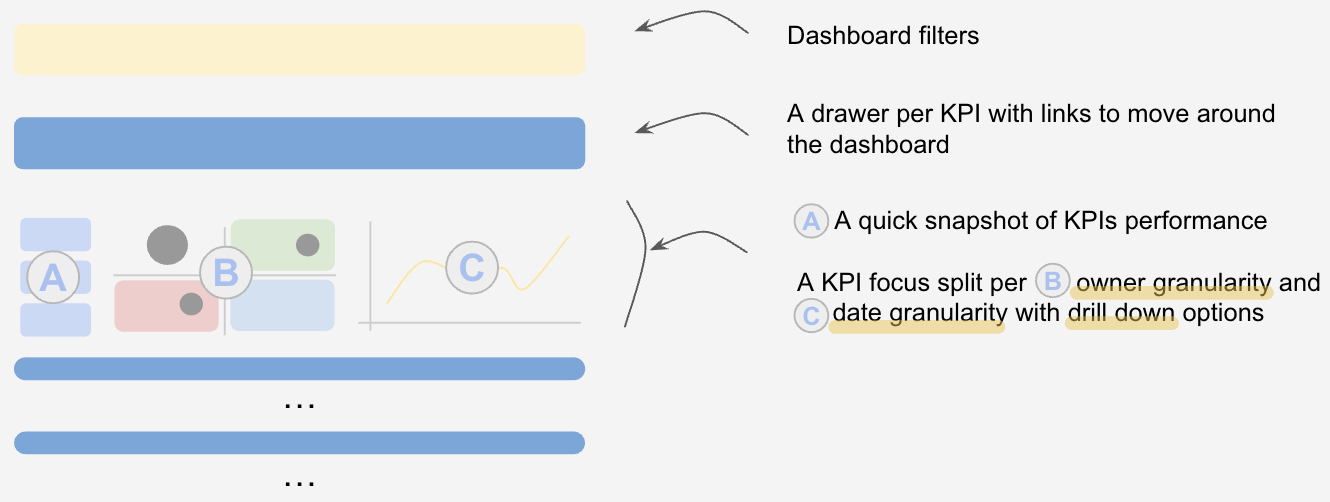 Dashboard filters
A drawer per KPI with links to move around
the dashboard
A A quick snapshot of KPIs performance
A KPI focus split per B owner granularity and
C date granularity with drill down options
A
B
C
...
...